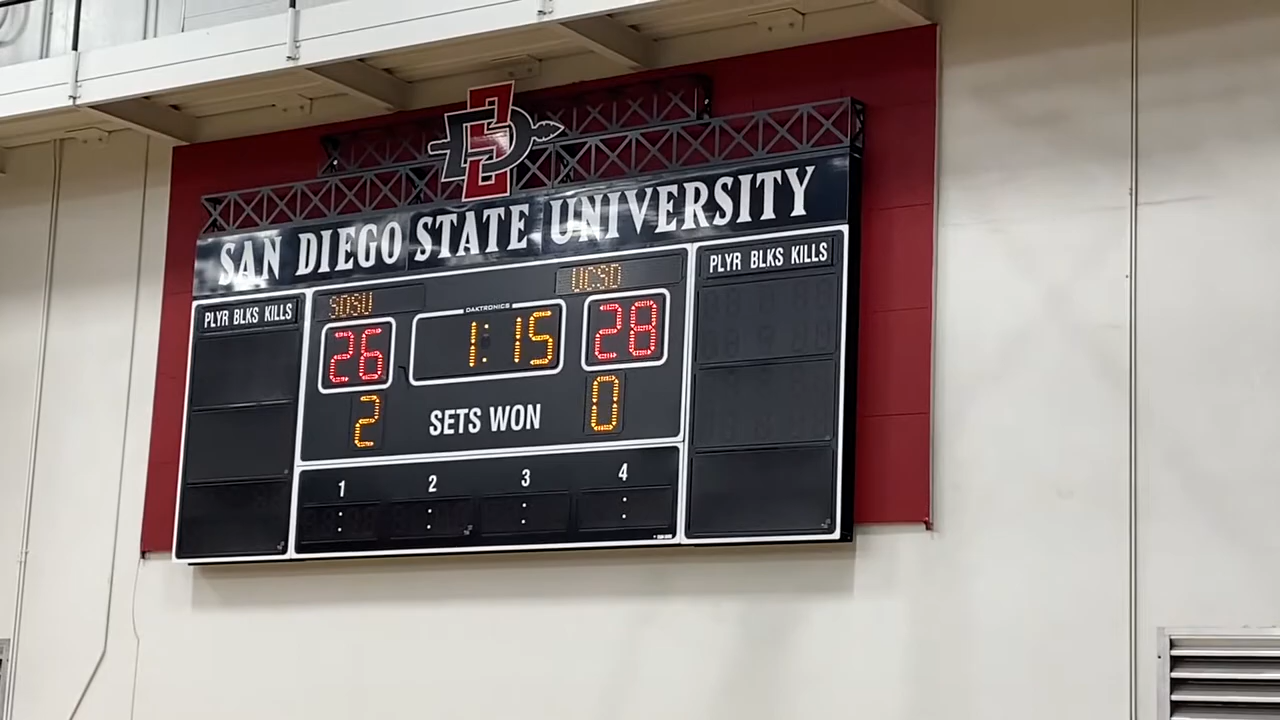 SD
SAN DIEGO STATE UNIVERSITY
PLYR BLKS KILLS
SDSU
DAKTRONICS
UCSD
PLYR BLKS KILLS
26
1:15
28
2
SETS WON
0
1 2 3 4
: : : :